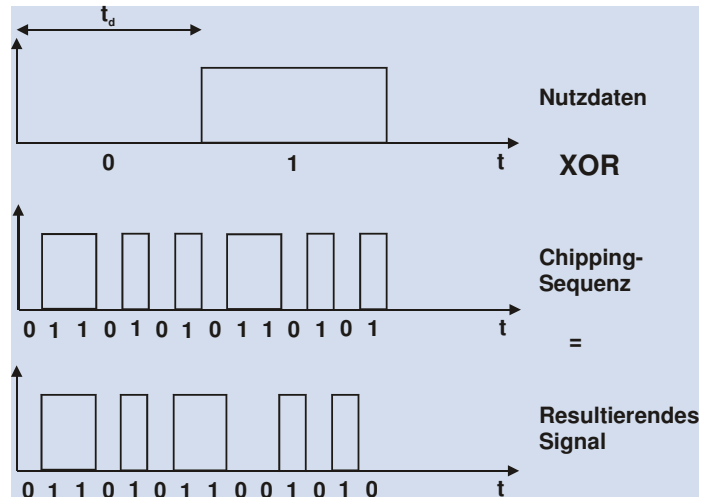 t_d
Nutzdaten
0 1 t XOR
Chipping-
Sequenz
0 1 1 0 1 0 1 0 1 1 0 1 0 1 t
=
Resultierendes
Signal
0 1 1 0 1 0 1 1 0 0 1 0 1 0 t